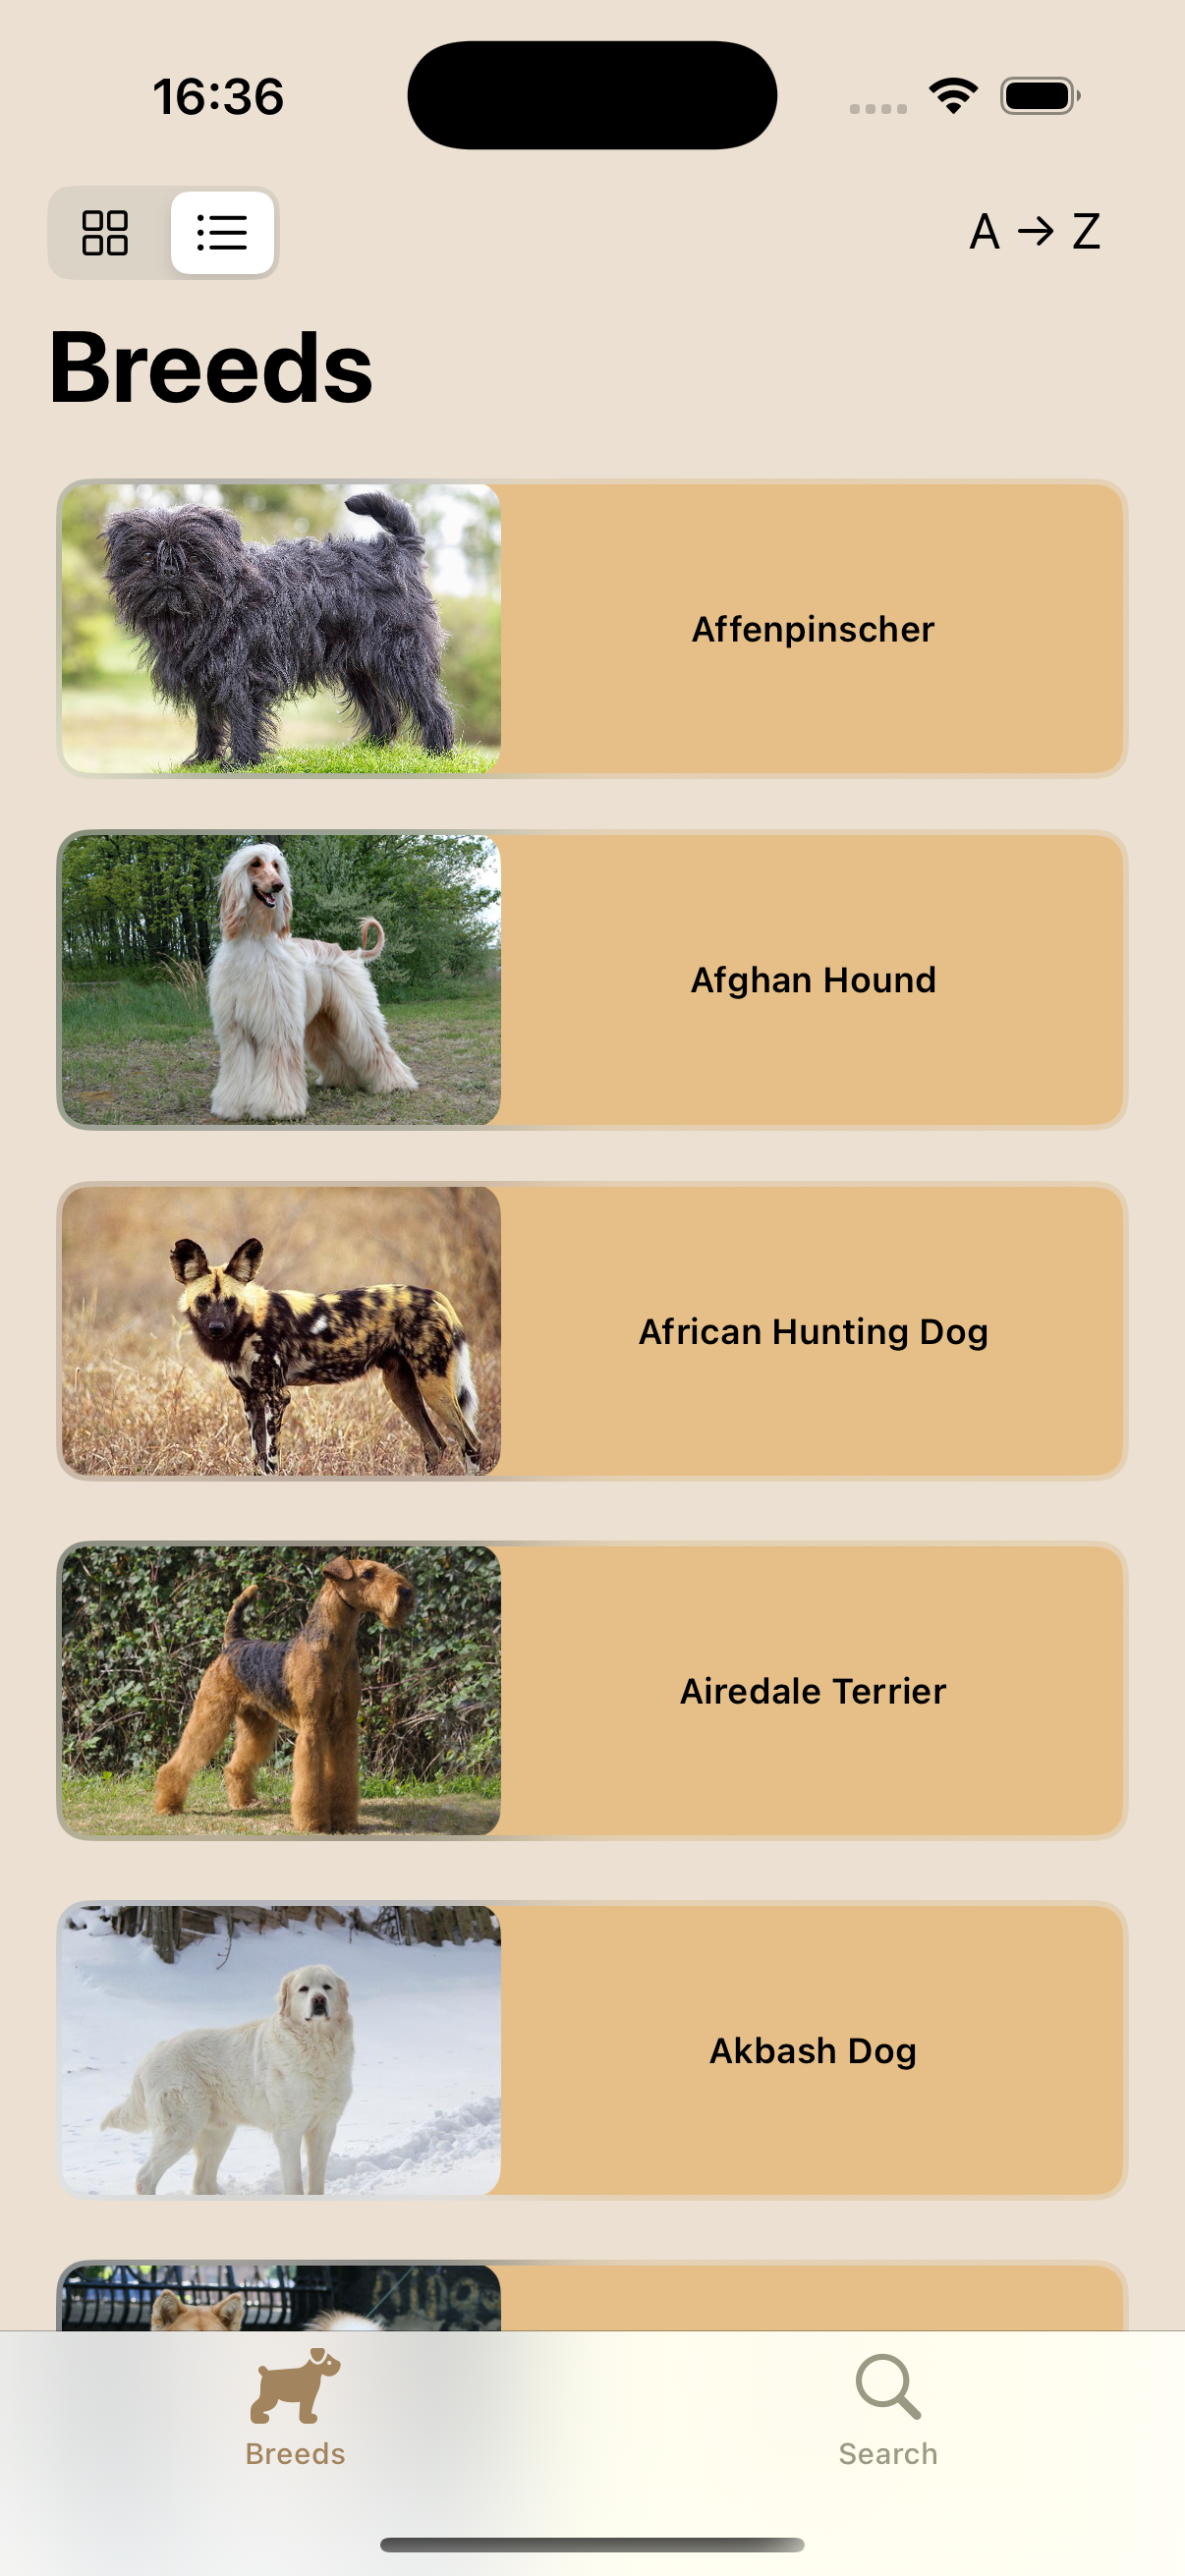 16:36
A → Z
Breeds
Affenpinscher
Afghan Hound
African Hunting Dog
Airedale Terrier
Akbash Dog
Breeds
Search